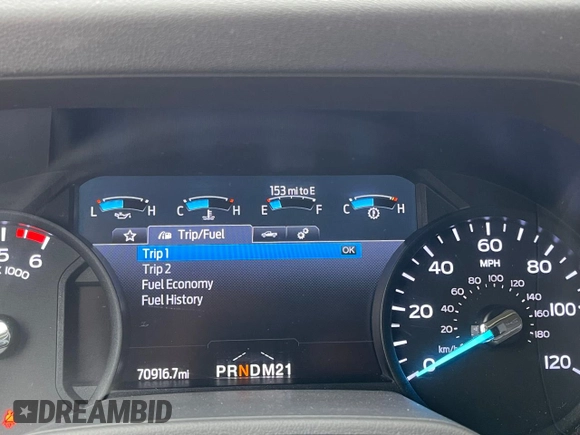 153 mi to E
L H C H E F C H
Trip/Fuel
Trip 1 OK
Trip 2
Fuel Economy
Fuel History
70916.7mi
PRNDM21
5 6
x 1000
0 20 40 60 80 100 120
MPH
0 20 40 60 80 100 120 140 160 180
km/h
DREAMBID